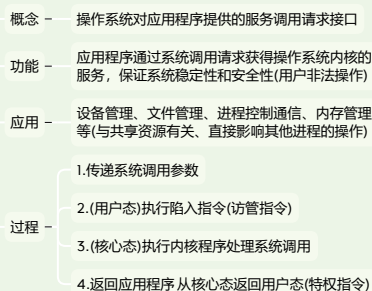 概念
操作系统对应用程序提供的服务调用请求接口
功能
应用程序通过系统调用请求获得操作系统内核的
服务，保证系统稳定性和安全性(用户非法操作)
应用
设备管理、文件管理、进程控制通信、内存管理
等(与共享资源有关、直接影响其他进程的操作)
过程
1.传递系统调用参数
2.(用户态)执行陷入指令(访管指令)
3.(核心态)执行内核程序处理系统调用
4.返回应用程序 从核心态返回用户态(特权指令)